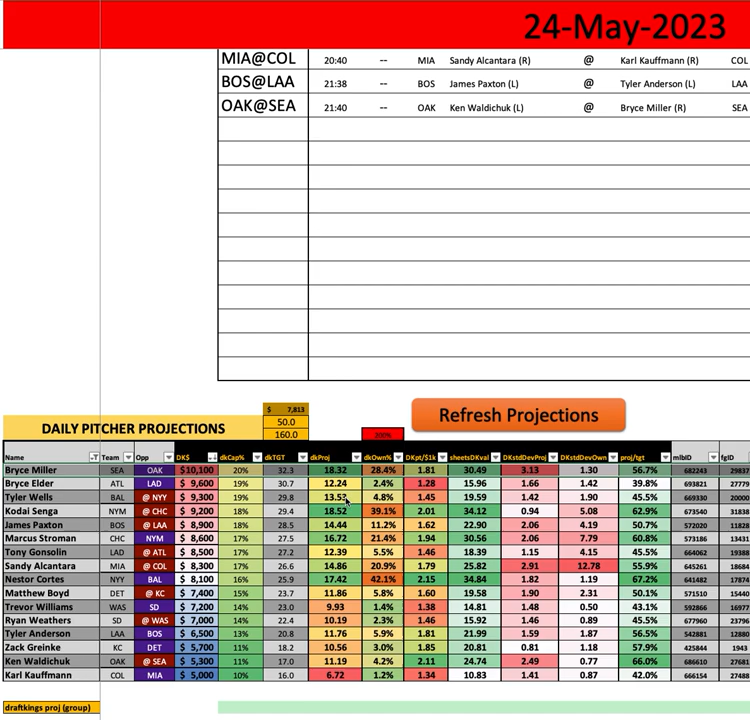 24-May-2023
MIA@COL 20:40 -- MIA Sandy Alcantara (R) @ Karl Kauffmann (R) COL
BOS@LAA 21:38 -- BOS James Paxton (L) @ Tyler Anderson (L) LAA
OAK@SEA 21:40 -- OAK Ken Waldichuk (L) @ Bryce Miller (R) SEA
$ 7,813
50.0
160.0
DAILY PITCHER PROJECTIONS
Refresh Projections
200%
Name Team Opp DK$ dkCap% dkTGT dkProj dkOwn% DKpt/$1k sheetsDKval DKstdDevProj DKstdDevOwn proj/tgt mlbID fgID
Bryce Miller SEA OAK $10,100 20% 32.3 18.32 28.4% 1.81 30.49 3.13 1.30 56.7% 682243 29837
Bryce Elder ATL LAD $ 9,600 19% 30.7 12.24 2.4% 1.28 15.96 1.66 1.42 39.8% 693821 27779
Tyler Wells BAL @ NYY $ 9,300 19% 29.8 13.52 4.8% 1.45 19.59 1.42 1.90 45.5% 669330 20000
Kodai Senga NYM @ CHC $ 9,200 18% 29.4 18.52 39.1% 2.01 34.12 0.94 5.08 62.9% 673540 31838
James Paxton BOS @ LAA $ 8,900 18% 28.5 14.44 11.2% 1.62 22.90 2.06 4.19 50.7% 572020 11828
Marcus Stroman CHC NYM $ 8,600 17% 27.5 16.72 21.4% 1.94 30.56 2.06 7.79 60.8% 573186 13431
Tony Gonsolin LAD @ ATL $ 8,500 17% 27.2 12.39 5.5% 1.46 18.39 1.15 4.15 45.5% 664062 19388
Sandy Alcantara MIA @ COL $ 8,300 17% 26.6 14.86 20.9% 1.79 25.82 2.91 12.78 55.9% 645261 18684
Nestor Cortes NYY BAL $ 8,100 16% 25.9 17.42 42.1% 2.15 34.84 1.82 1.19 67.2% 641482 17874
Matthew Boyd DET @ KC $ 7,400 15% 23.7 11.86 5.8% 1.60 19.58 1.90 2.31 50.1% 571510 15440
Trevor Williams WAS SD $ 7,200 14% 23.0 9.93 1.4% 1.38 14.81 1.48 0.50 43.1% 592866 16977
Ryan Weathers SD @ WAS $ 7,000 14% 22.4 10.19 2.3% 1.46 15.92 1.46 0.89 45.5% 677960 23796
Tyler Anderson LAA BOS $ 6,500 13% 20.8 11.76 5.9% 1.81 21.99 1.59 1.87 56.5% 542881 12880
Zack Greinke KC DET $ 5,700 11% 18.2 10.56 3.0% 1.85 20.81 0.81 1.18 57.9% 425844 1943
Ken Waldichuk OAK @ SEA $ 5,300 11% 17.0 11.19 4.2% 2.11 24.74 2.49 0.77 66.0% 686610 27681
Karl Kauffmann COL MIA $ 5,000 10% 16.0 6.72 1.2% 1.34 10.83 1.41 0.87 42.0% 666154 27488
draftkings proj (group)